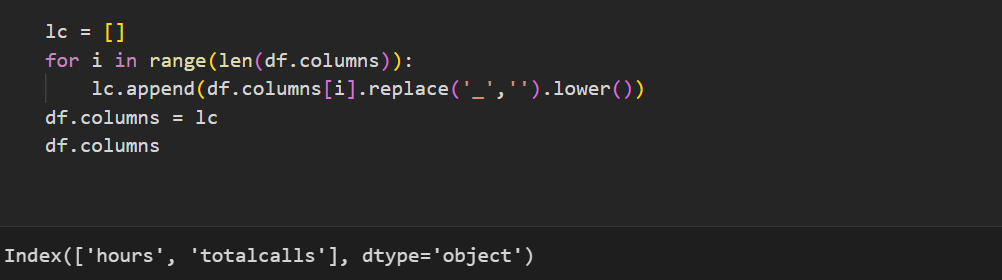 lc = []
for i in range(len(df.columns)):
    lc.append(df.columns[i].replace('_','').lower())
df.columns = lc
df.columns
Index(['hours', 'totalcalls'], dtype='object')